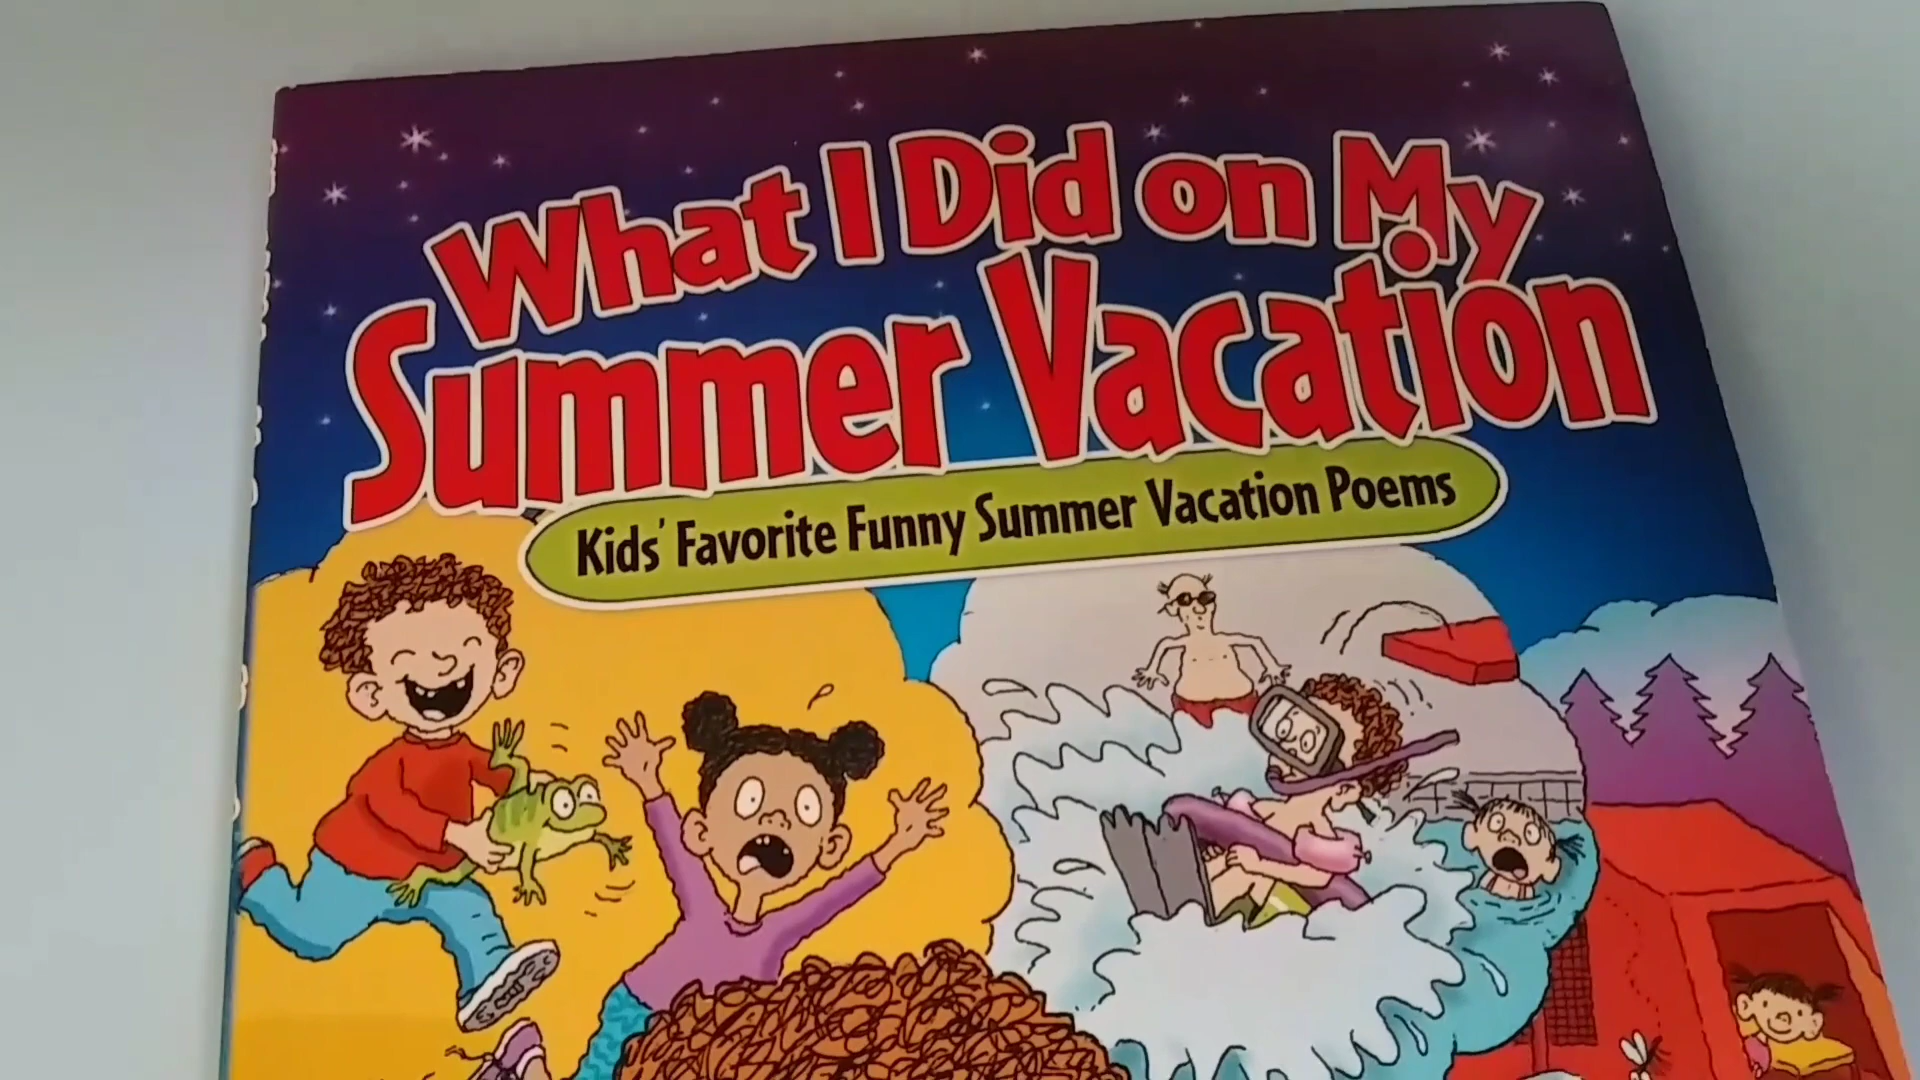 What I Did on My
Summer Vacation
Kids' Favorite Funny Summer Vacation Poems